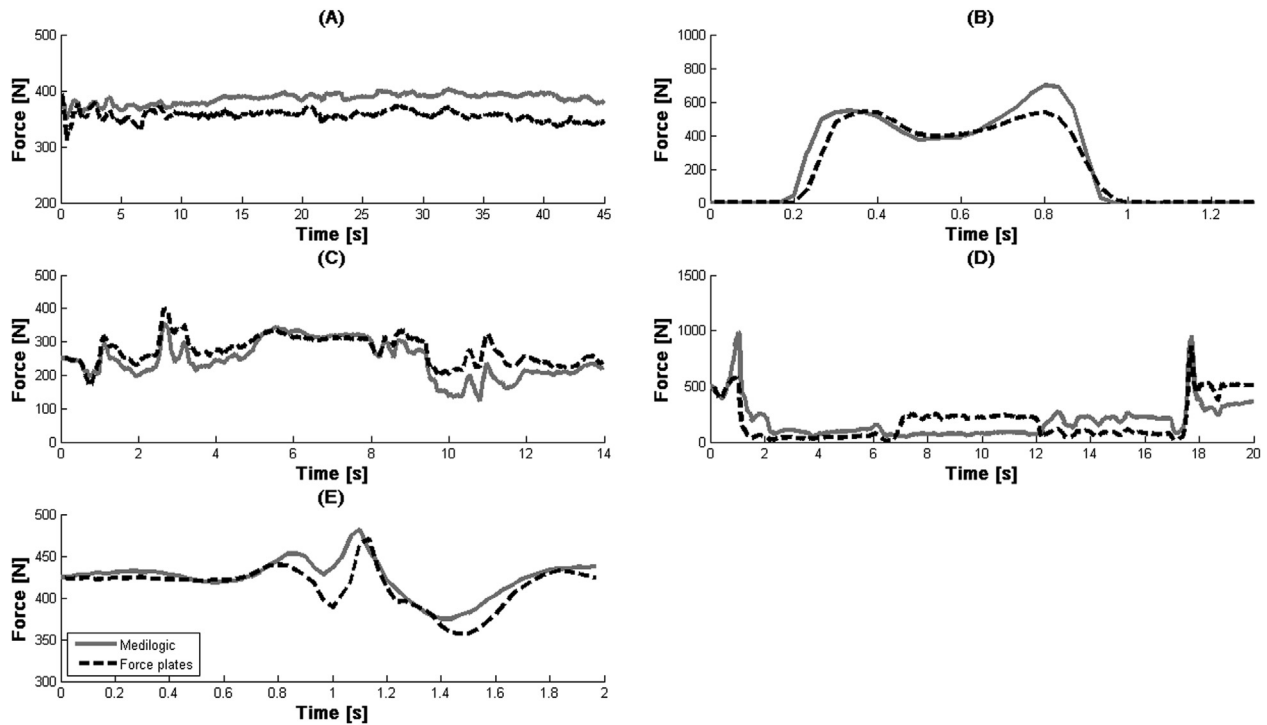 (A)
500
400
300
200
Force [N]
0 5 10 15 20 25 30 35 40 45
Time [s]
(B)
1000
800
600
400
200
0
Force [N]
0 0.2 0.4 0.6 0.8 1 1.2
Time [s]
(C)
500
400
300
200
100
0
Force [N]
0 2 4 6 8 10 12 14
Time [s]
(D)
1500
1000
500
0
Force [N]
0 2 4 6 8 10 12 14 16 18 20
Time [s]
(E)
500
450
400
350
300
Force [N]
Medilogic
Force plates
0 0.2 0.4 0.6 0.8 1 1.2 1.4 1.6 1.8 2
Time [s]